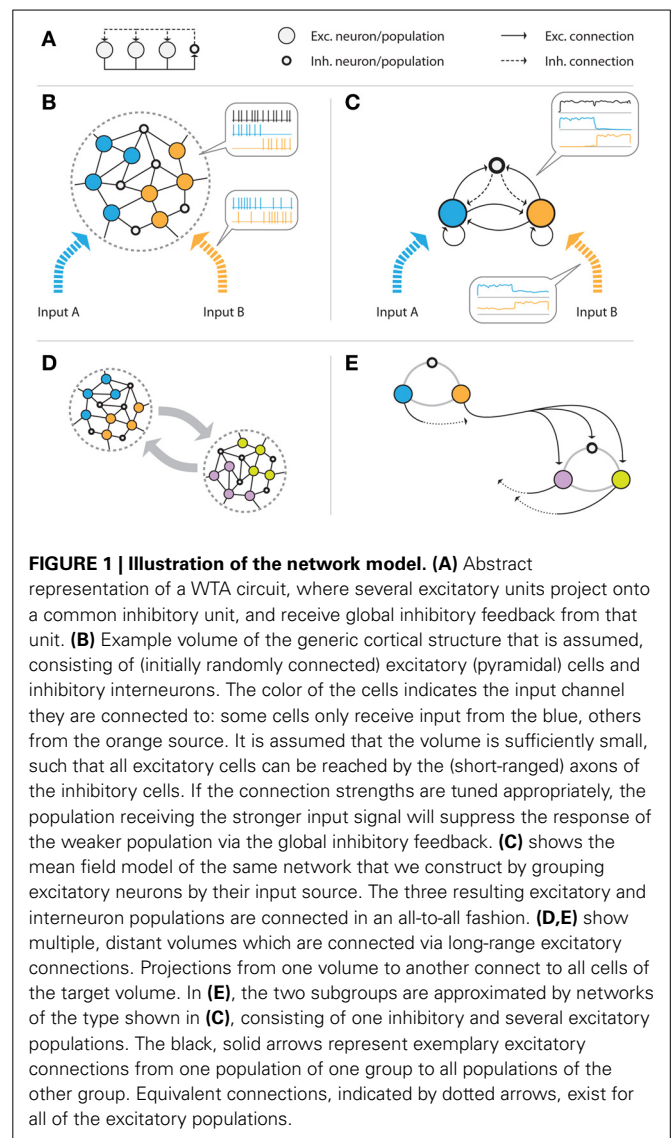 A
Exc. neuron/population
Exc. connection
Inh. neuron/population
Inh. connection
B
C
Input A
Input B
Input A
Input B
D
E
FIGURE 1 | Illustration of the network model. (A) Abstract
representation of a WTA circuit, where several excitatory units project onto
a common inhibitory unit, and receive global inhibitory feedback from that
unit. (B) Example volume of the generic cortical structure that is assumed,
consisting of (initially randomly connected) excitatory (pyramidal) cells and
inhibitory interneurons. The color of the cells indicates the input channel
they are connected to: some cells only receive input from the blue, others
from the orange source. It is assumed that the volume is sufficiently small,
such that all excitatory cells can be reached by the (short-ranged) axons of
the inhibitory cells. If the connection strengths are tuned appropriately, the
population receiving the stronger input signal will suppress the response of
the weaker population via the global inhibitory feedback. (C) shows the
mean field model of the same network that we construct by grouping
excitatory neurons by their input source. The three resulting excitatory and
interneuron populations are connected in an all-to-all fashion. (D,E) show
multiple, distant volumes which are connected via long-range excitatory
connections. Projections from one volume to another connect to all cells of
the target volume. In (E), the two subgroups are approximated by networks
of the type shown in (C), consisting of one inhibitory and several excitatory
populations. The black, solid arrows represent exemplary excitatory
connections from one population of one group to all populations of the
other group. Equivalent connections, indicated by dotted arrows, exist for
all of the excitatory populations.